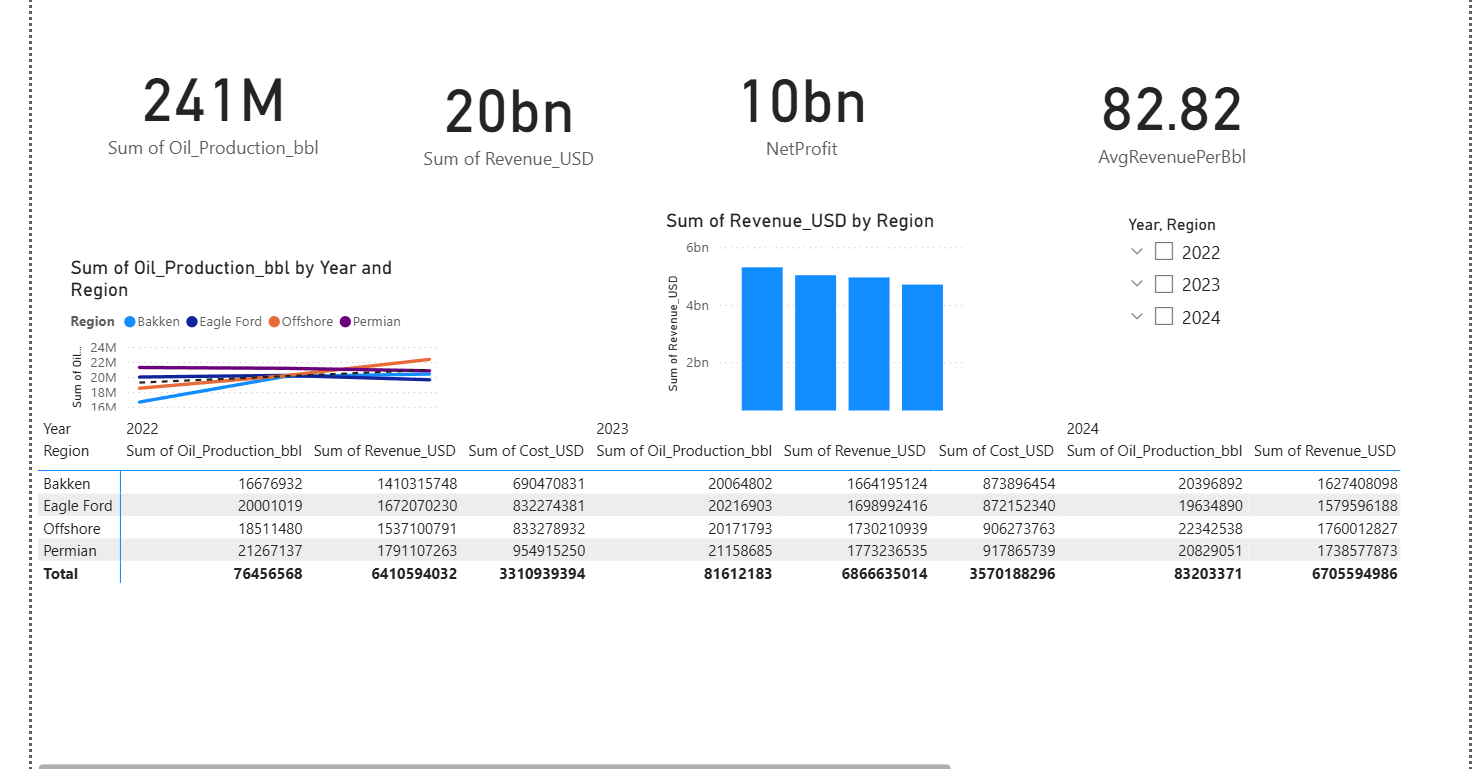 241M
Sum of Oil_Production_bbl
20bn
Sum of Revenue_USD
10bn
NetProfit
82.82
AvgRevenuePerBbl
Sum of Oil_Production_bbl by Year and
Region
Region Bakken Eagle Ford Offshore Permian
Sum of Oil...
24M
22M
20M
18M
16M
Sum of Revenue_USD by Region
Sum of Revenue_USD
6bn
4bn
2bn
Year, Region
2022
2023
2024
Year 2022 2023 2024
Region Sum of Oil_Production_bbl Sum of Revenue_USD Sum of Cost_USD Sum of Oil_Production_bbl Sum of Revenue_USD Sum of Cost_USD Sum of Oil_Production_bbl Sum of Revenue_USD
Bakken 16676932 1410315748 690470831 20064802 1664195124 873896454 20396892 1627408098
Eagle Ford 20001019 1672070230 832274381 20216903 1698992416 872152340 19634890 1579596188
Offshore 18511480 1537100791 833278932 20171903 1730210939 906273763 22342538 1760012827
Permian 21267137 1791107263 954915250 21158685 1773236535 917865739 20829051 1738577873
Total 76456568 6410594032 3310939394 81612183 6866635014 3570188296 83203371 6705594986